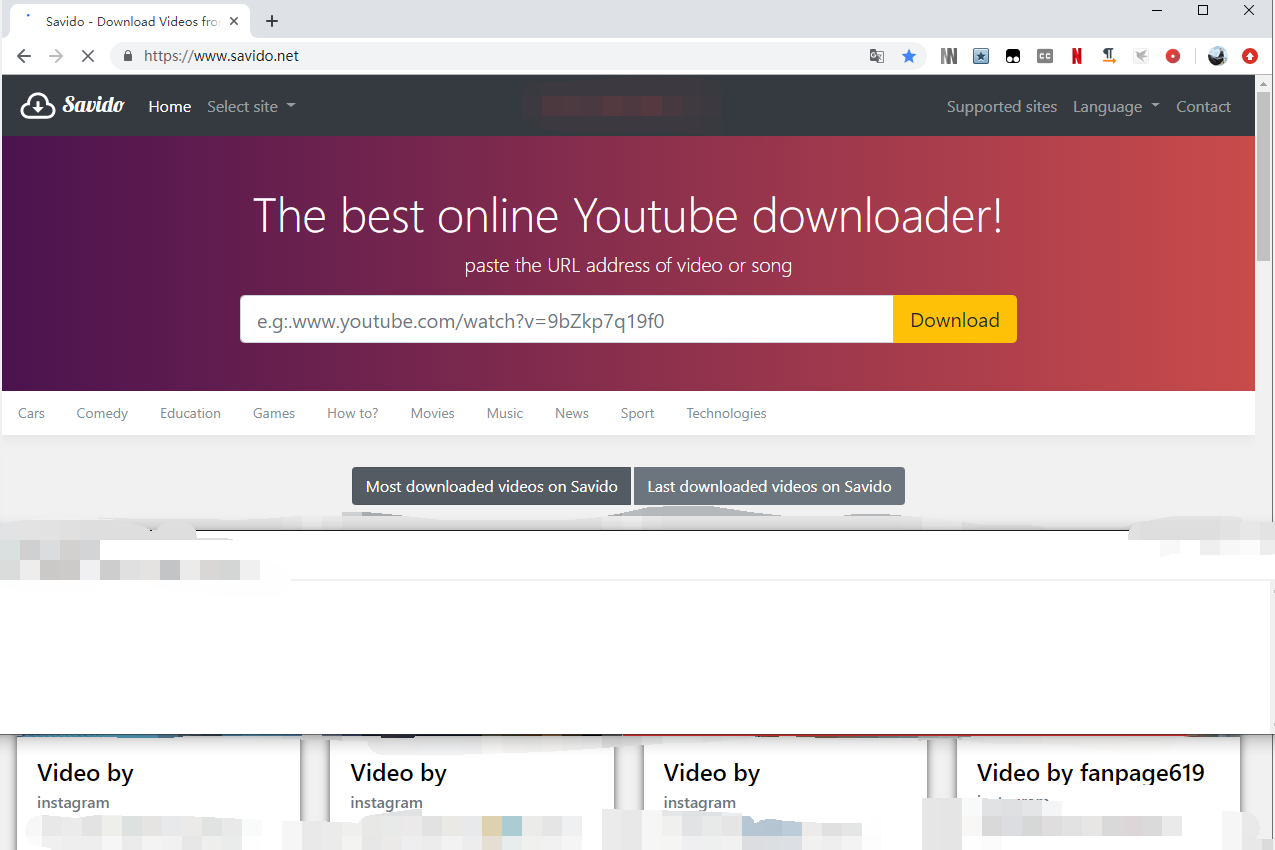 Savido - Download Videos fro
https://www.savido.net
Savido Home Select site Supported sites Language Contact
The best online Youtube downloader!
paste the URL address of video or song
e.g:.www.youtube.com/watch?v=9bZkp7q19f0 Download
Cars Comedy Education Games How to? Movies Music News Sport Technologies
Most downloaded videos on Savido Last downloaded videos on Savido
Video by Video by Video by Video by fanpage619
instagram instagram instagram